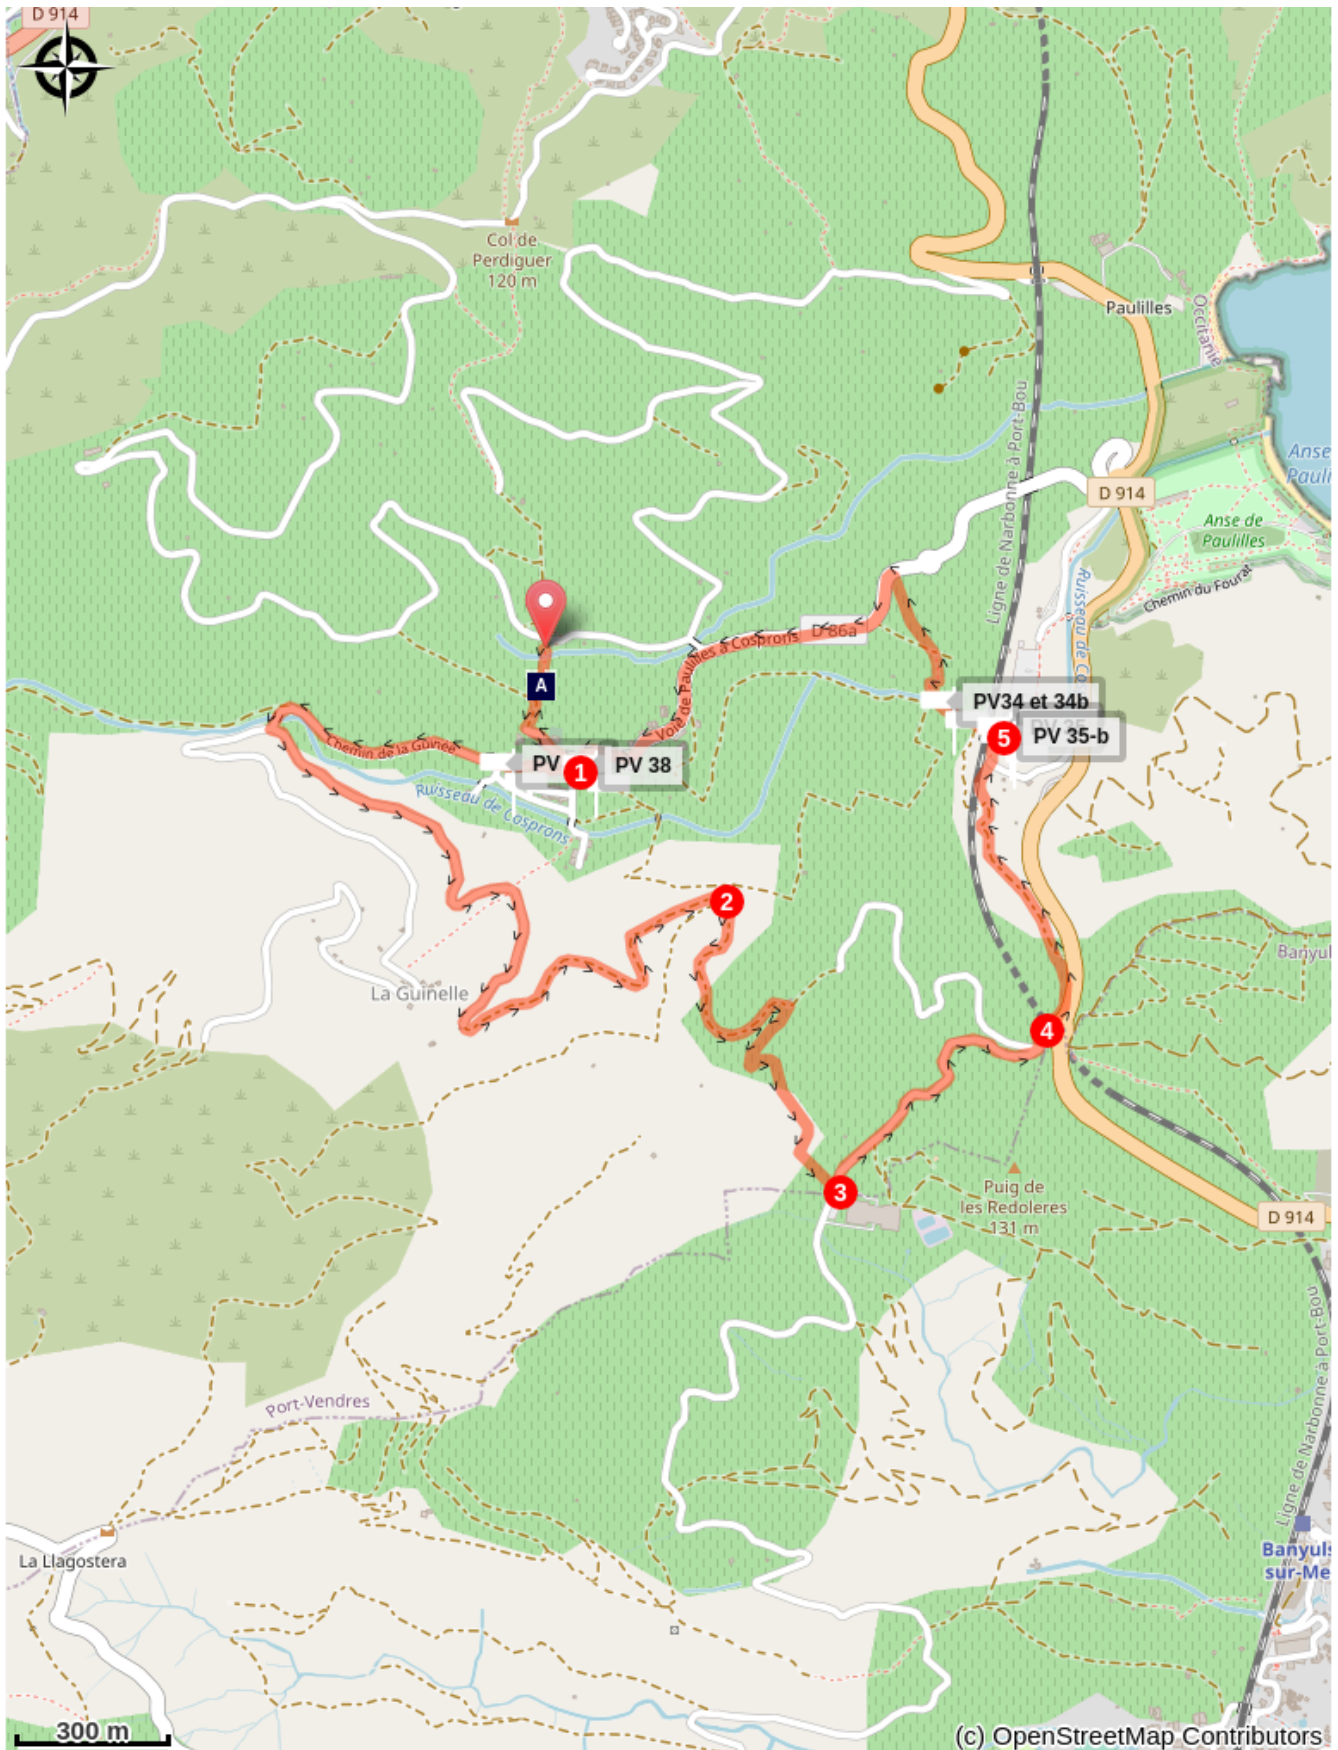 D 914
Col de
Perdiguer
120 m
Paulilles
Occitanie
Ligne de Narbonne à Port-Bou
D 914
Anse de
Paulilles
Anse
Pauli
Chemin du Fourat
Ruisseau de Co
D 86a
Voie de Paulilles à Cosprons
A
PV34 et 34b
5
PV 35-b
Chemin de la Guinée
PV
1
PV 38
Ruisseau de Cosprons
2
La Guinelle
Banyul
4
3
Puig de
les Redoleres
131 m
D 914
Port-Vendres
Ligne de Narbonne à Port-Bou
La Llagostera
Banyuls
sur-Me
300 m
(c) OpenStreetMap Contributors